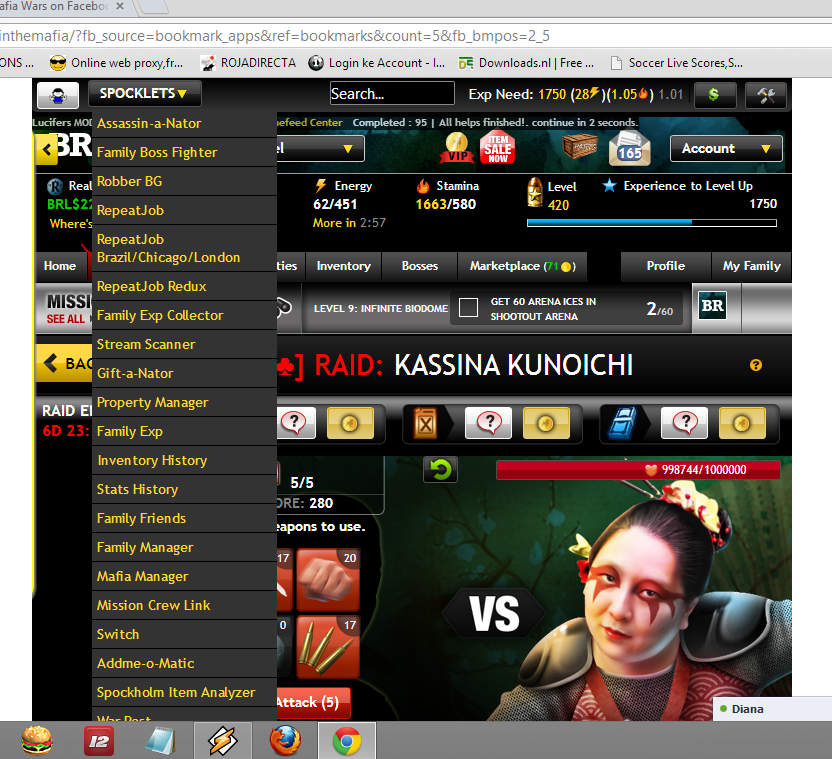 afia Wars on Facebo
inthemafia/?fb_source=bookmark_apps&ref=bookmarks&count=5&fb_bmpos=2_5
ONS ... Online web proxy,fr... ROJADIRECTA Login ke Account - I... Downloads.nl | Free ... Soccer Live Scores,S...
SPOCKLETS▼ Search... Exp Need: 1750 (28⚡)(1.05🔥) 1.01 $
Lucifers MOD efeed Center Completed : 95 | All helps finished!. continue in 2 seconds.
BR el ▼ VIP ITEM SALE NOW 165 Account ▼
Real Energy Stamina Level Experience to Level Up
BRL$22 62/451 1663/580 420 1750
Where's More in 2:57
Home ties Inventory Bosses Marketplace (71) Profile My Family
MISSI
SEE ALL
LEVEL 9: INFINITE BIODOME GET 60 ARENA ICES IN SHOOTOUT ARENA 2/60 BR
BAC ♣] RAID: KASSINA KUNOICHI ?
RAID E
6D 23:
? ? ?
5/5
ORE: 280
998744/1000000
eapons to use.
17 20
0 17
VS
Attack (5)
Assassin-a-Nator
Family Boss Fighter
Robber BG
RepeatJob
RepeatJob
Brazil/Chicago/London
RepeatJob Redux
Family Exp Collector
Stream Scanner
Gift-a-Nator
Property Manager
Family Exp
Inventory History
Stats History
Family Friends
Family Manager
Mafia Manager
Mission Crew Link
Switch
Addme-o-Matic
Spockholm Item Analyzer
War Post
Diana
12